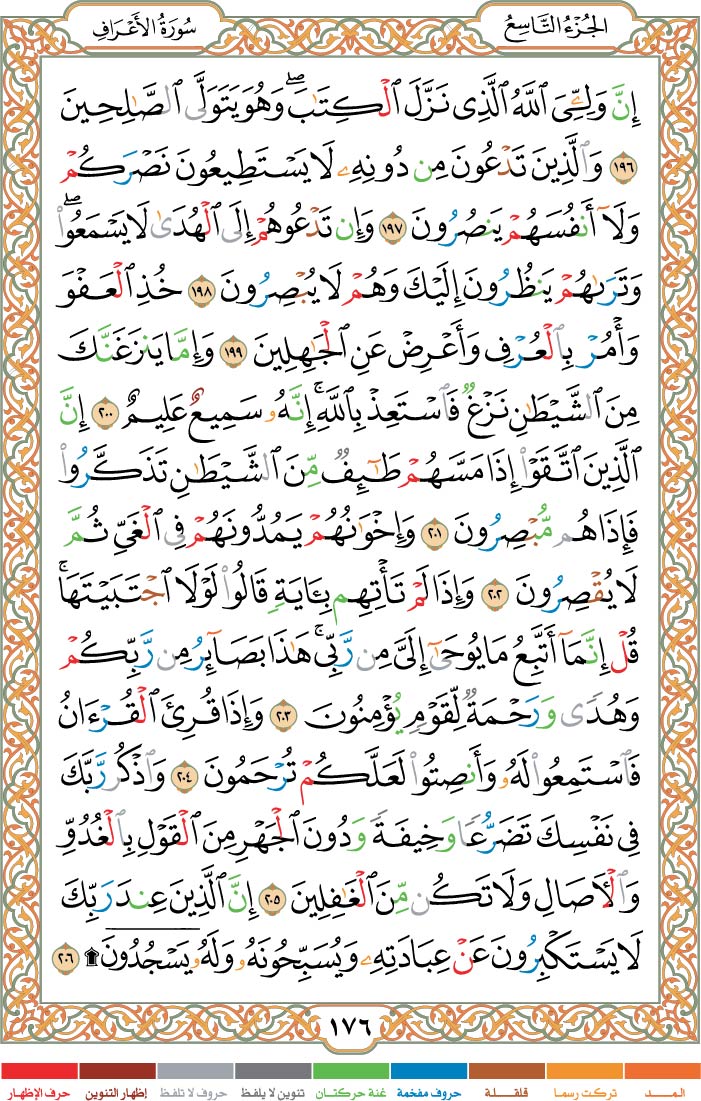 الجُزْءُ التَّاسِعُ
سُورَةُ الأَعْرَافِ
إِنَّ وَلِـِّۧيَ ٱللَّهُ ٱلَّذِى نَزَّلَ ٱلْكِتَٰبَ ۖ وَهُوَ يَتَوَلَّى ٱلصَّٰلِحِينَ
١٩٦ وَٱلَّذِينَ تَدْعُونَ مِن دُونِهِۦ لَا يَسْتَطِيعُونَ نَصْرَكُمْ
وَلَآ أَنفُسَهُمْ يَنصُرُونَ ١٩٧ وَإِن تَدْعُوهُمْ إِلَى ٱلْهُدَىٰ لَا يَسْمَعُوا۟ ۖ
وَتَرَىٰهُمْ يَنظُرُونَ إِلَيْكَ وَهُمْ لَا يُبْصِرُونَ ١٩٨ خُذِ ٱلْعَفْوَ
وَأْمُرْ بِٱلْعُرْفِ وَأَعْرِضْ عَنِ ٱلْجَٰهِلِينَ ١٩٩ وَإِمَّا يَنزَغَنَّكَ
مِنَ ٱلشَّيْطَٰنِ نَزْغٌ فَٱسْتَعِذْ بِٱللَّهِ ۚ إِنَّهُۥ سَمِيعٌ عَلِيمٌ ٢٠٠ إِنَّ
ٱلَّذِينَ ٱتَّقَوْا۟ إِذَا مَسَّهُمْ طَٰٓئِفٌ مِّنَ ٱلشَّيْطَٰنِ تَذَكَّرُوا۟
فَإِذَا هُم مُّبْصِرُونَ ٢٠١ وَإِخْوَٰنُهُمْ يَمُدُّونَهُمْ فِى ٱلْغَىِّ ثُمَّ
لَا يُقْصِرُونَ ٢٠٢ وَإِذَا لَمْ تَأْتِهِم بِـَٔايَةٍ قَالُوا۟ لَوْلَا ٱجْتَبَيْتَهَا ۚ
قُلْ إِنَّمَآ أَتَّبِعُ مَا يُوحَىٰٓ إِلَىَّ مِن رَّبِّى ۚ هَٰذَا بَصَآئِرُ مِن رَّبِّكُمْ
وَهُدًى وَرَحْمَةٌ لِّقَوْمٍ يُؤْمِنُونَ ٢٠٣ وَإِذَا قُرِئَ ٱلْقُرْءَانُ
فَٱسْتَمِعُوا۟ لَهُۥ وَأَنصِتُوا۟ لَعَلَّكُمْ تُرْحَمُونَ ٢٠٤ وَٱذْكُر رَّبَّكَ
فِى نَفْسِكَ تَضَرُّعًا وَخِيفَةً وَدُونَ ٱلْجَهْرِ مِنَ ٱلْقَوْلِ بِٱلْغُدُوِّ
وَٱلْءَاصَالِ وَلَا تَكُن مِّنَ ٱلْغَٰفِلِينَ ٢٠٥ إِنَّ ٱلَّذِينَ عِندَ رَبِّكَ
لَا يَسْتَكْبِرُونَ عَنْ عِبَادَتِهِۦ وَيُسَبِّحُونَهُۥ وَلَهُۥ يَسْجُدُونَ ۩ ٢٠٦
١٧٦
المـــد
تركت رسما
قلقلة
حروف مفخمة
غنة حركتان
تنوين لا يلفظ
حروف لا تلفظ
إظهار التنوين
حرف الإظهار